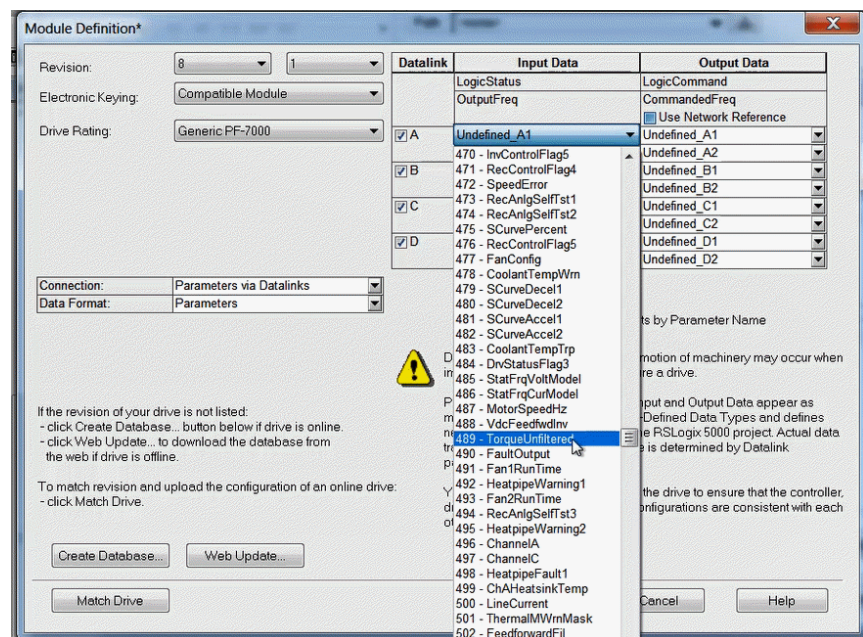 Module Definition*
Revision: 8 1
Electronic Keying: Compatible Module
Drive Rating: Generic PF-7000
Connection: Parameters via Datalinks
Data Format: Parameters
If the revision of your drive is not listed:
- click Create Database... button below if drive is online.
- click Web Update... to download the database from
the web if drive is offline.
To match revision and upload the configuration of an online drive:
- click Match Drive.
Create Database...
Web Update...
Match Drive
Datalink Input Data Output Data
LogicStatus LogicCommand
OutputFreq CommandedFreq
Use Network Reference
A Undefined_A1 Undefined_A1
Undefined_A2
B Undefined_B1
Undefined_B2
C Undefined_C1
Undefined_C2
D Undefined_D1
Undefined_D2
470 - InvControlFlag5
471 - RecControlFlag4
472 - SpeedError
473 - RecAnlgSelfTst1
474 - RecAnlgSelfTst2
475 - SCurvePercent
476 - RecControlFlag5
477 - FanConfig
478 - CoolantTempWrn
479 - SCurveDecel1
480 - SCurveDecel2
481 - SCurveAccel1
482 - SCurveAccel2
483 - CoolantTempTrp
484 - DrvStatusFlag3
485 - StatFrqVoltModel
486 - StatFrqCurModel
487 - MotorSpeedHz
488 - VdcFeedfwdInv
489 - TorqueUnfiltered
490 - FaultOutput
491 - Fan1RunTime
492 - HeatpipeWarning1
493 - Fan2RunTime
494 - RecAnlgSelfTst3
495 - HeatpipeWarning2
496 - ChannelA
497 - ChannelC
498 - HeatpipeFault1
499 - ChAHeatsinkTemp
500 - LineCurrent
501 - ThermalMWrnMask
502 - FeedforwardFil
ts by Parameter Name
motion of machinery may occur when
re a drive.
nput and Output Data appear as
-Defined Data Types and defines
e RSLogix 5000 project. Actual data
e is determined by Datalink
the drive to ensure that the controller,
onfigurations are consistent with each
Cancel
Help